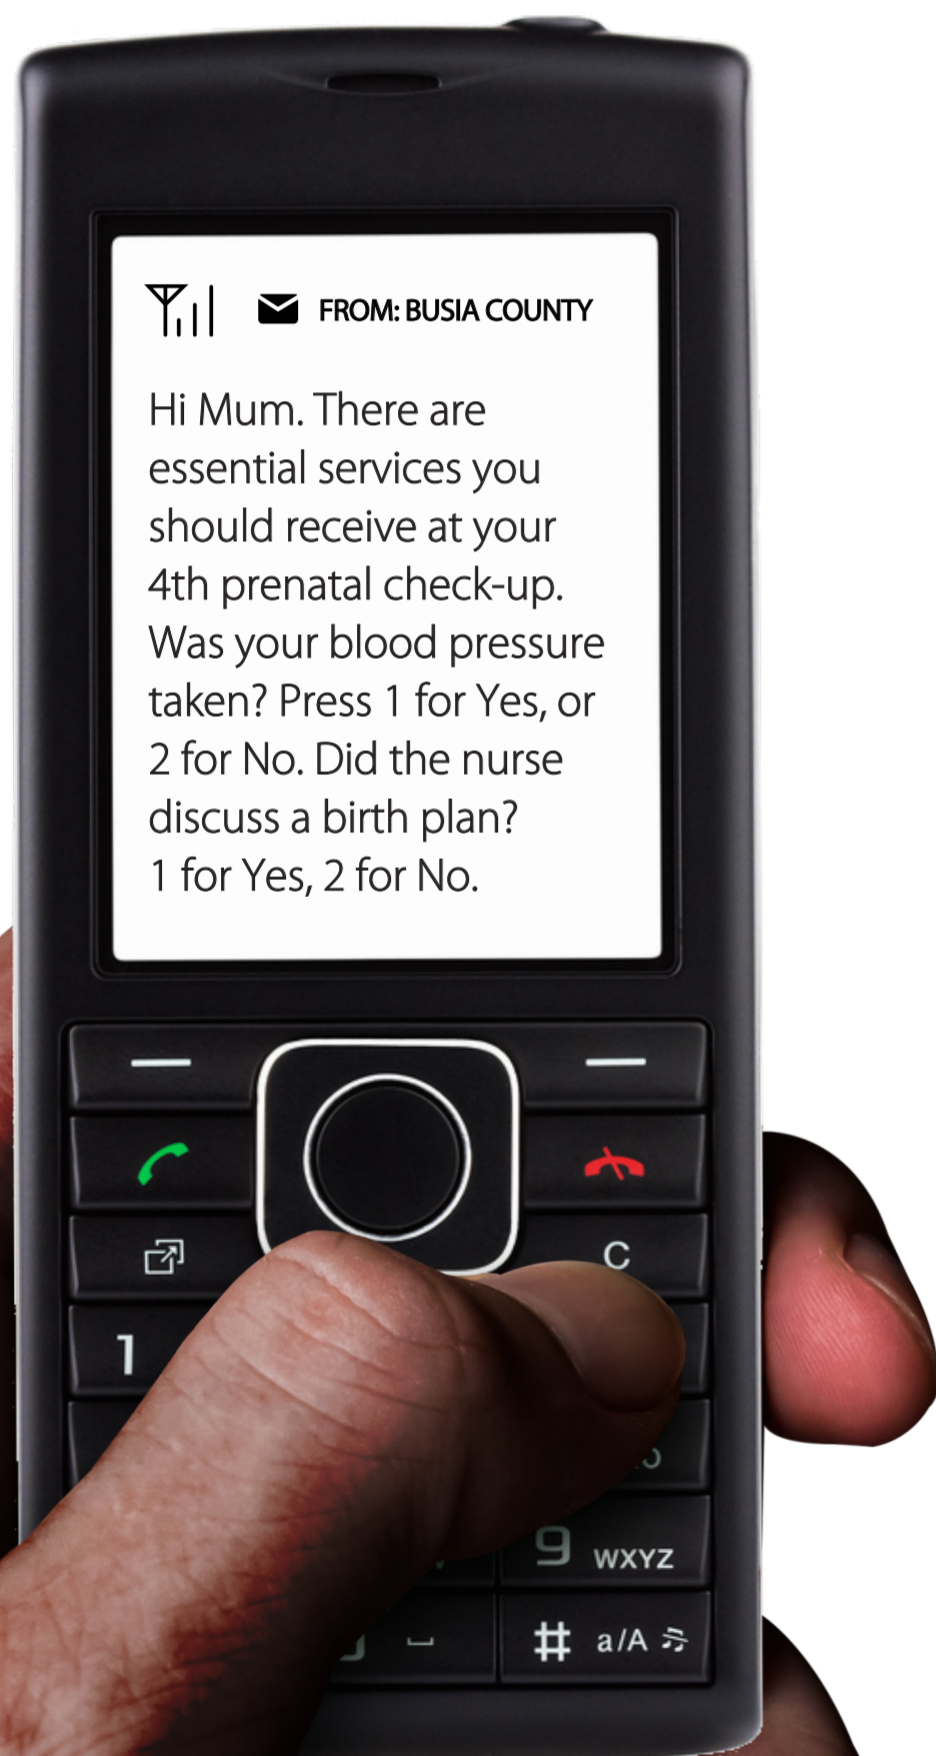 FROM: BUSIA COUNTY
Hi Mum. There are
essential services you
should receive at your
4th prenatal check-up.
Was your blood pressure
taken? Press 1 for Yes, or
2 for No. Did the nurse
discuss a birth plan?
1 for Yes, 2 for No.
C
1
9 WXYZ
# a/A